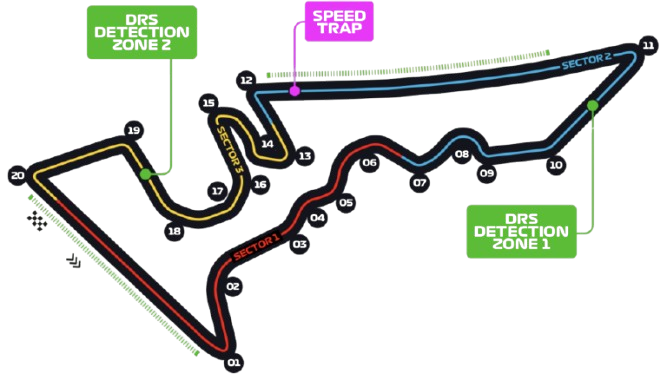 DRS
DETECTION
ZONE 2
SPEED
TRAP
SECTOR 2
11
12
15
19
SECTOR 3
14
13
06
08
10
09
07
20
17
16
05
04
18
03
SECTOR 1
02
01
DRS
DETECTION
ZONE 1